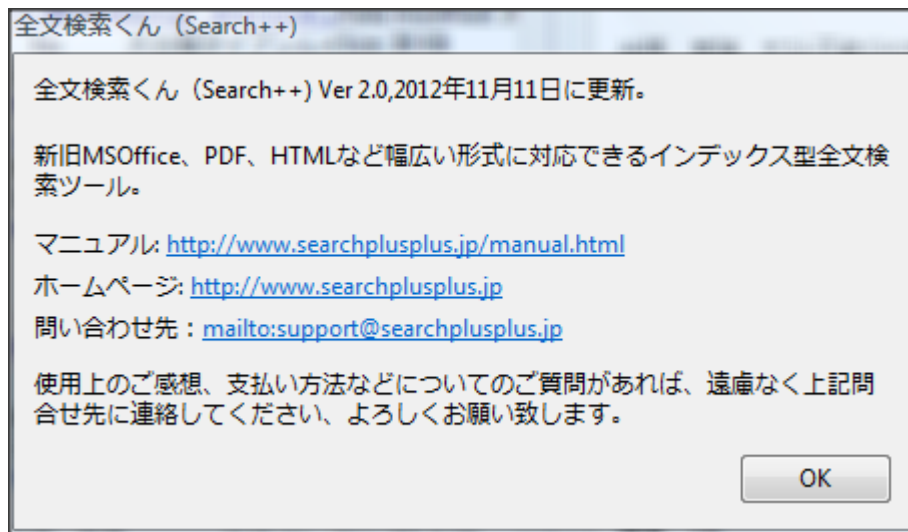 全文検索くん（Search++)
全文検索くん（Search++) Ver 2.0,2012年11月11日に更新。
新旧MSOffice、PDF、HTMLなど幅広い形式に対応できるインデックス型全文検
索ツール。
マニュアル: http://www.searchplusplus.jp/manual.html
ホームページ: http://www.searchplusplus.jp
問い合わせ先：mailto:support@searchplusplus.jp
使用上のご感想、支払い方法などについてのご質問があれば、遠慮なく上記問
合せ先に連絡してください、よろしくお願い致します。
OK